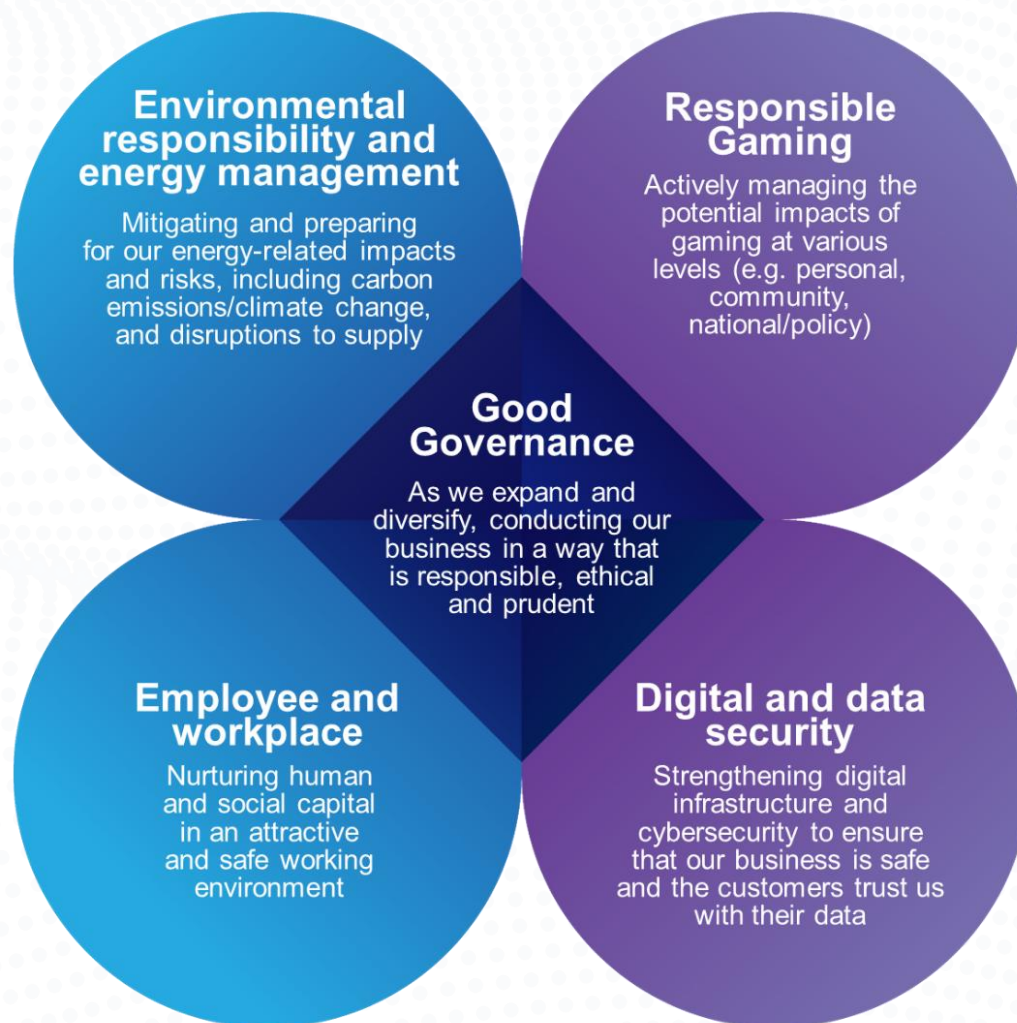 Environmental
responsibility and
energy management
Mitigating and preparing
for our energy-related impacts
and risks, including carbon
emissions/climate change,
and disruptions to supply
Responsible
Gaming
Actively managing the
potential impacts of
gaming at various
levels (e.g. personal,
community,
national/policy)
Good
Governance
As we expand and
diversify, conducting our
business in a way that
is responsible, ethical
and prudent
Employee and
workplace
Nurturing human
and social capital
in an attractive
and safe working
environment
Digital and data
security
Strengthening digital
infrastructure and
cybersecurity to ensure
that our business is safe
and the customers trust us
with their data